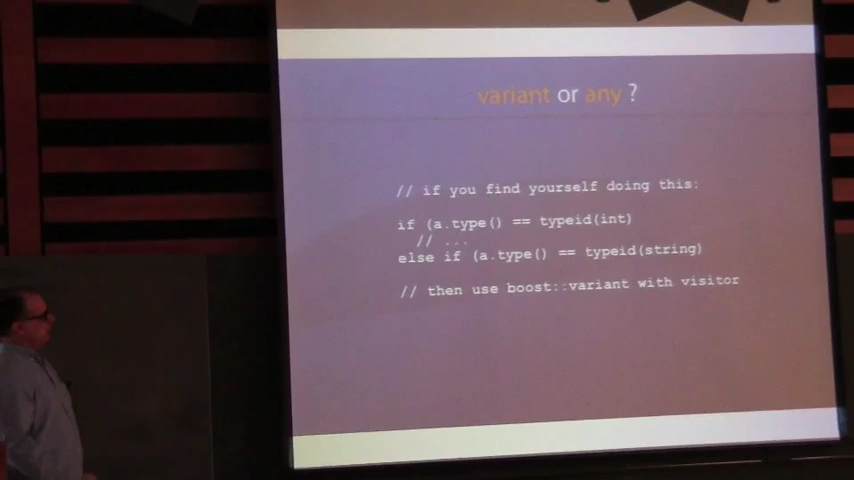 variant or any ?
// if you find yourself doing this:
if (a.type() == typeid(int)
// ...
else if (a.type() == typeid(string)
// then use boost::variant with visitor